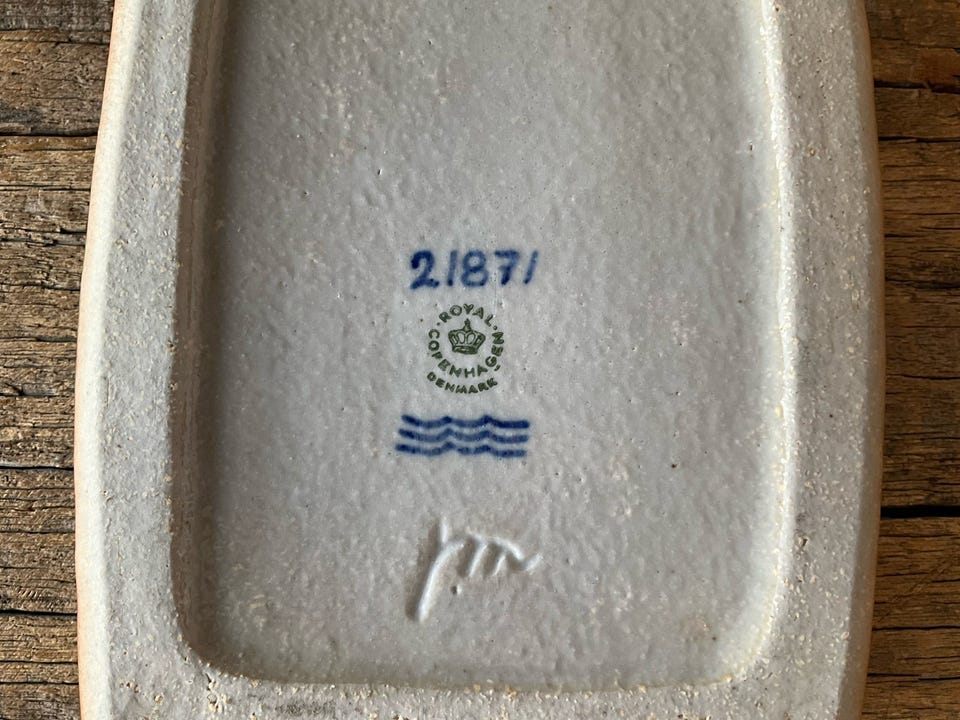 21871
ROYAL
COPENHAGEN
DENMARK